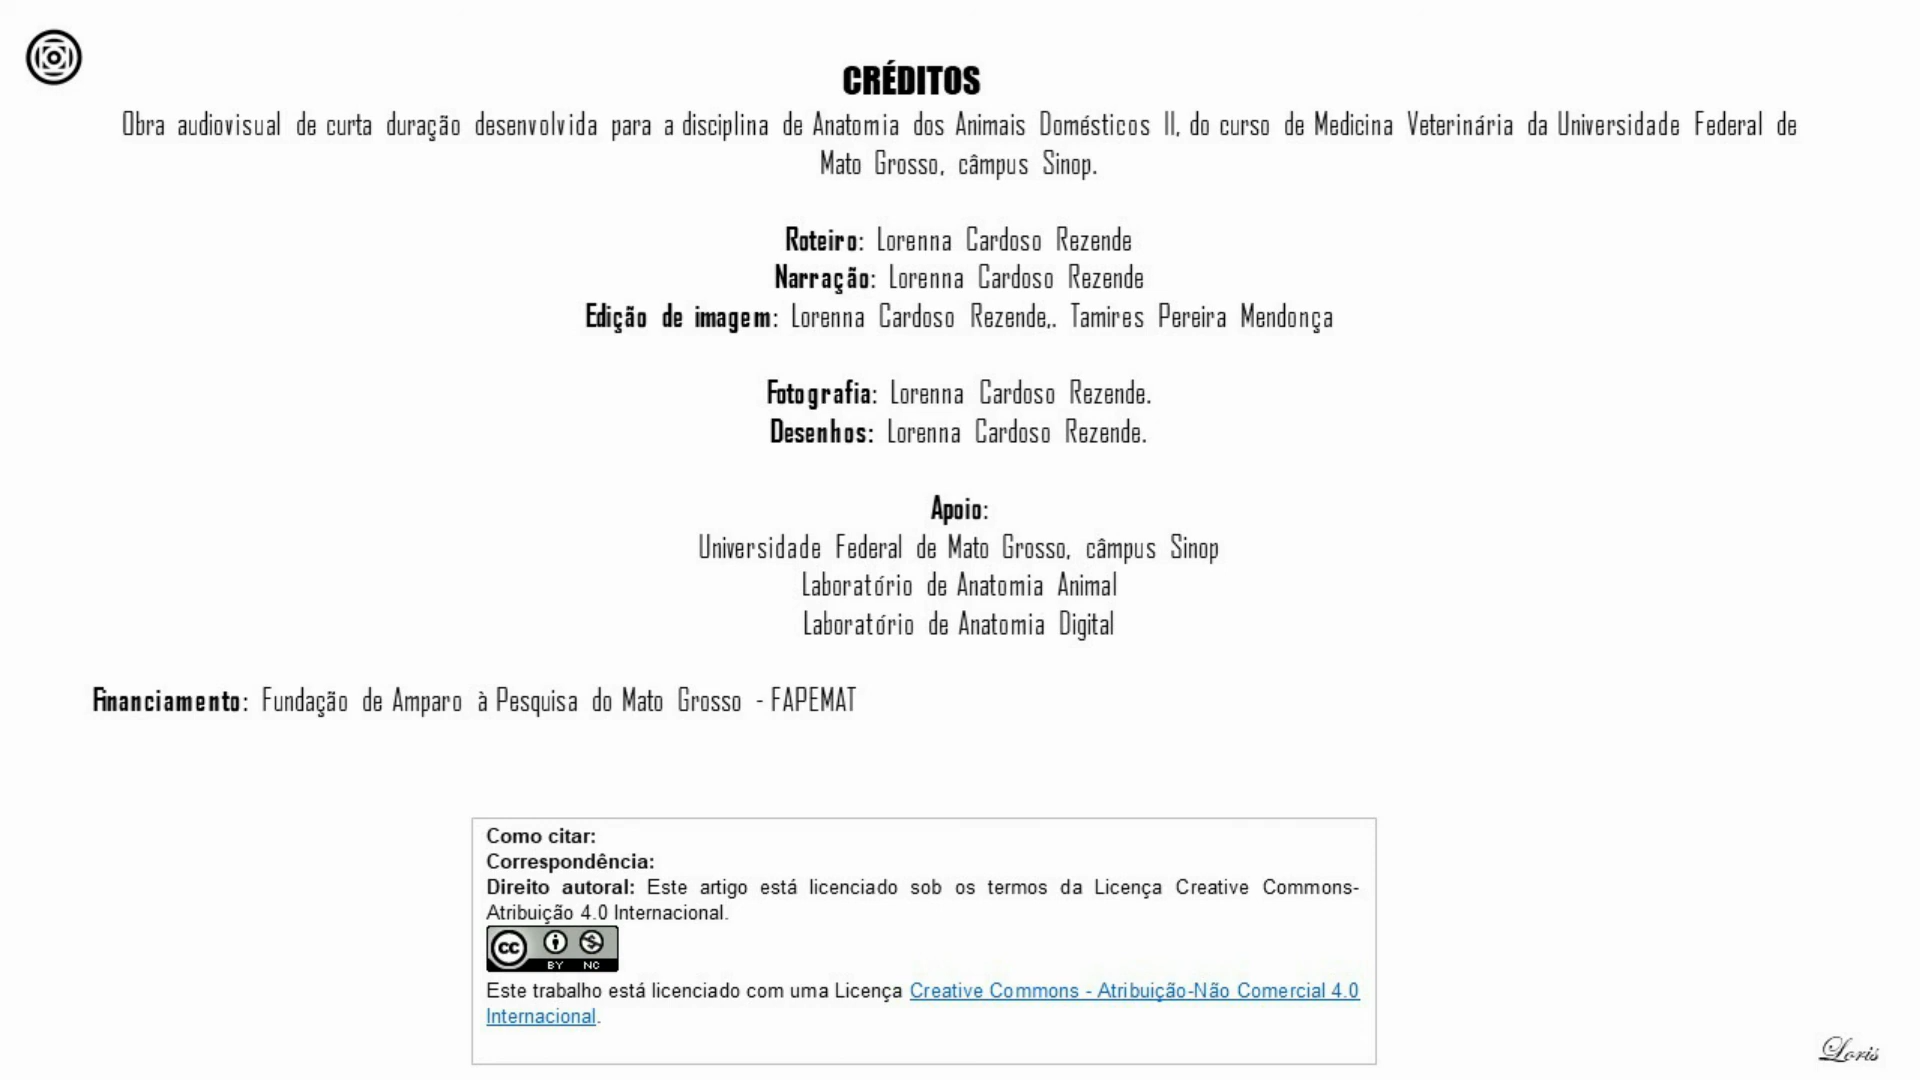 CRÉDITOS
Obra audiovisual de curta duração desenvolvida para a disciplina de Anatomia dos Animais Domésticos II, do curso de Medicina Veterinária da Universidade Federal de
Mato Grosso, câmpus Sinop.
Roteiro: Lorenna Cardoso Rezende
Narração: Lorenna Cardoso Rezende
Edição de imagem: Lorenna Cardoso Rezende,. Tamires Pereira Mendonça
Fotografia: Lorenna Cardoso Rezende.
Desenhos: Lorenna Cardoso Rezende.
Apoio:
Universidade Federal de Mato Grosso, câmpus Sinop
Laboratório de Anatomia Animal
Laboratório de Anatomia Digital
Financiamento: Fundação de Amparo à Pesquisa do Mato Grosso - FAPEMAT
Como citar:
Correspondência:
Direito autoral: Este artigo está licenciado sob os termos da Licença Creative Commons-
Atribuição 4.0 Internacional.
cc BY NC
Este trabalho está licenciado com uma Licença Creative Commons - Atribuição-Não Comercial 4.0
Internacional.
Loris